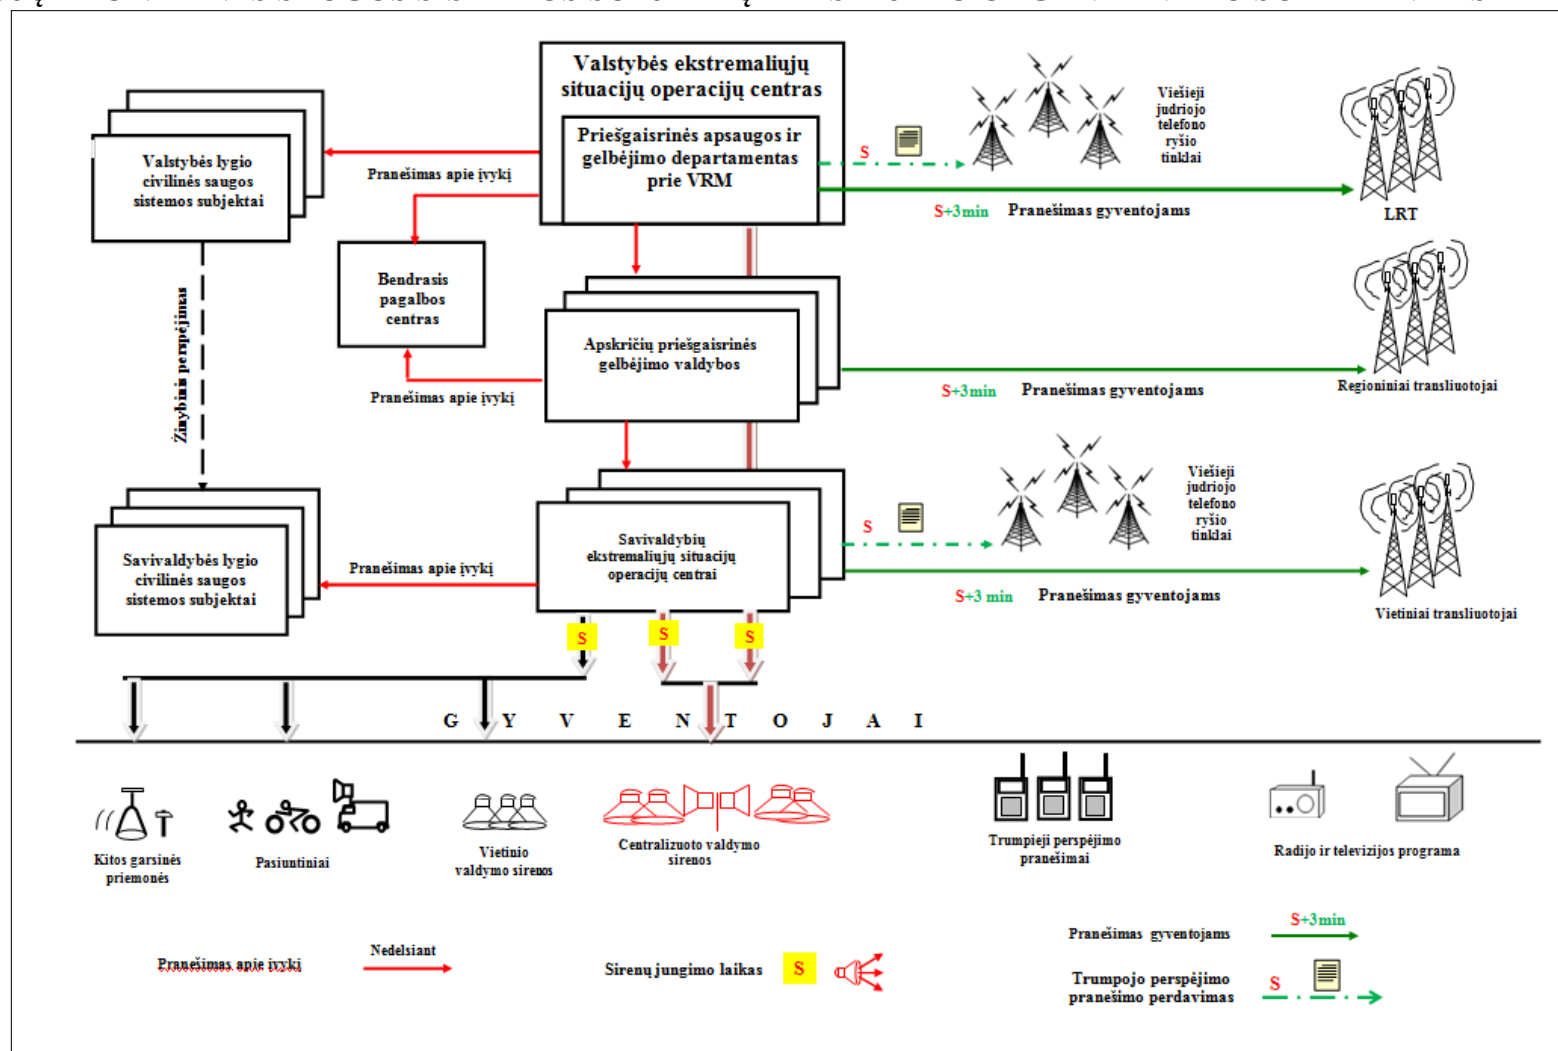 Valstybės ekstremaliųjų
situacijų operacijų centras
Priešgaisrinės apsaugos ir
gelbėjimo departamentas
prie VRM
S
Viešieji
judriojo
telefono
ryšio
tinklai
S+3min Pranešimas gyventojams
LRT
Valstybės lygio
civilinės saugos
sistemos subjektai
Pranešimas apie įvykį
Bendrasis
pagalbos
centras
Žinybinis perspėjimas
Apskričių priešgaisrinės
gelbėjimo valdybos
Pranešimas apie įvykį
S+3min Pranešimas gyventojams
Regioniniai transliuotojai
Savivaldybės lygio
civilinės saugos
sistemos subjektai
Pranešimas apie įvykį
Savivaldybių
ekstremaliųjų situacijų
operacijų centrai
S
Viešieji
judriojo
telefono
ryšio
tinklai
S+3 min Pranešimas gyventojams
Vietiniai transliuotojai
S S S
G Y V E N T O J A I
Kitos garsinės
priemonės
Pasiuntiniai
Vietinio
valdymo sirenos
Centralizuoto valdymo
sirenos
Trumpieji perspėjimo
pranešimai
Radijo ir televizijos programa
Pranešimas apie įvykį
Nedelsiant
Sirenų jungimo laikas S
Pranešimas gyventojams S+3min
Trumpojo perspėjimo
pranešimo perdavimas
S